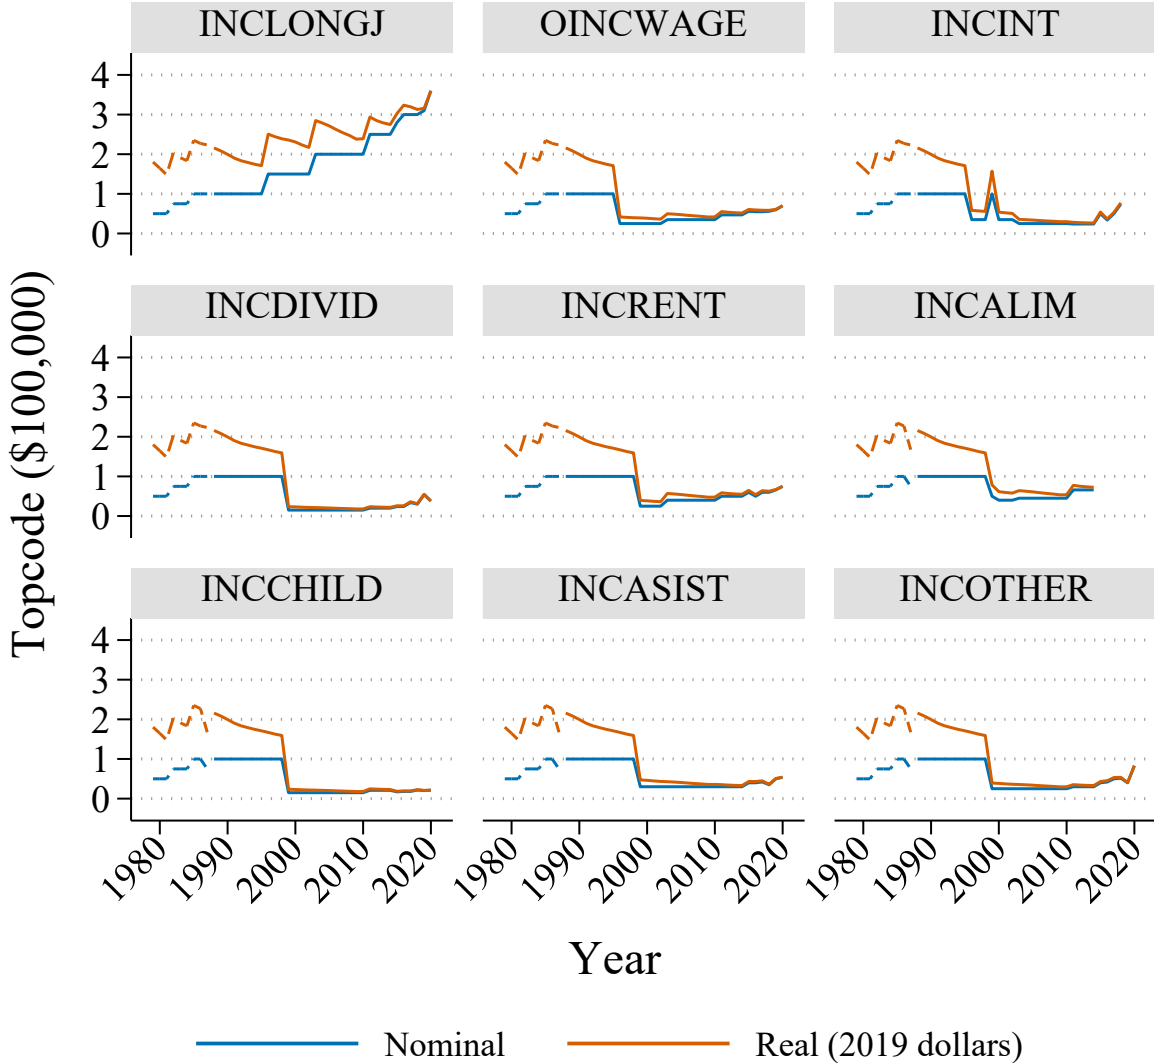 INCLONGJ OINCWAGE INCINT
4
3
2
1
0
INCDIVID INCRENT INCALIM
4
3
2
1
0
INCCHILD INCASIST INCOTHER
4
3
2
1
0
Topcode ($100,000)
1980 1990 2000 2010 2020 1980 1990 2000 2010 2020 1980 1990 2000 2010 2020
Year
Nominal Real (2019 dollars)